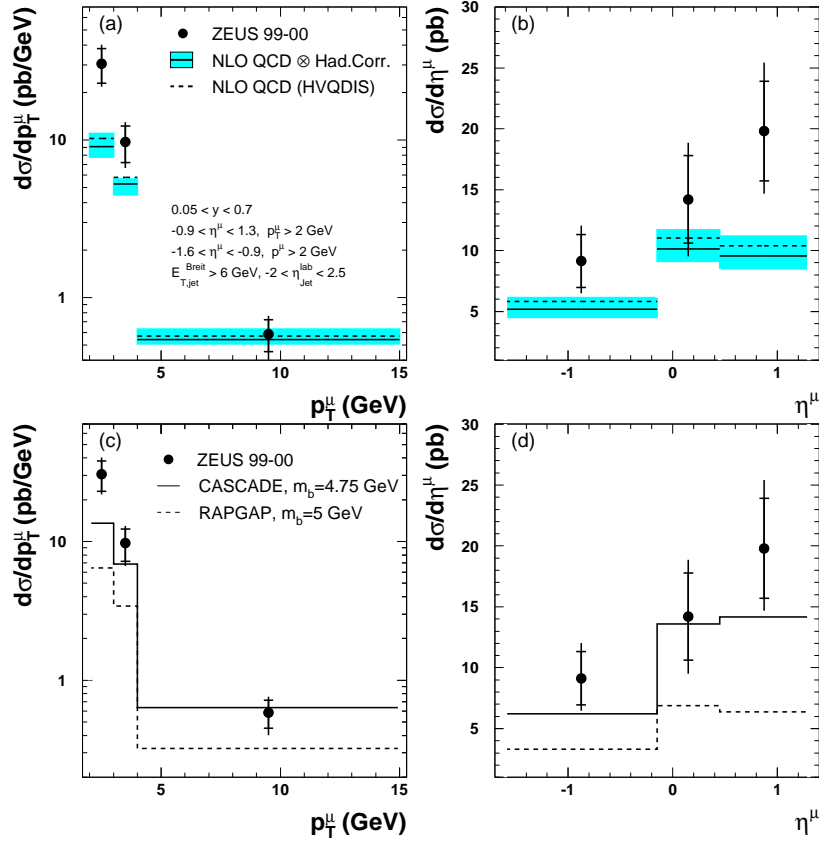 (a)
ZEUS 99-00
NLO QCD ⊗ Had.Corr.
NLO QCD (HVQDIS)
0.05 < y < 0.7
-0.9 < η^μ < 1.3, p_T^μ > 2 GeV
-1.6 < η^μ < -0.9, p^μ > 2 GeV
E_T,jet^Breit > 6 GeV, -2 < η_Jet^lab < 2.5
dσ/dp_T^μ (pb/GeV)
10
1
5
10
15
p_T^μ (GeV)
(b)
dσ/dη^μ (pb)
30
25
20
15
10
5
0
-1
0
1
η^μ
(c)
ZEUS 99-00
CASCADE, m_b=4.75 GeV
RAPGAP, m_b=5 GeV
dσ/dp_T^μ (pb/GeV)
10
1
5
10
15
p_T^μ (GeV)
(d)
dσ/dη^μ (pb)
30
25
20
15
10
5
0
-1
0
1
η^μ